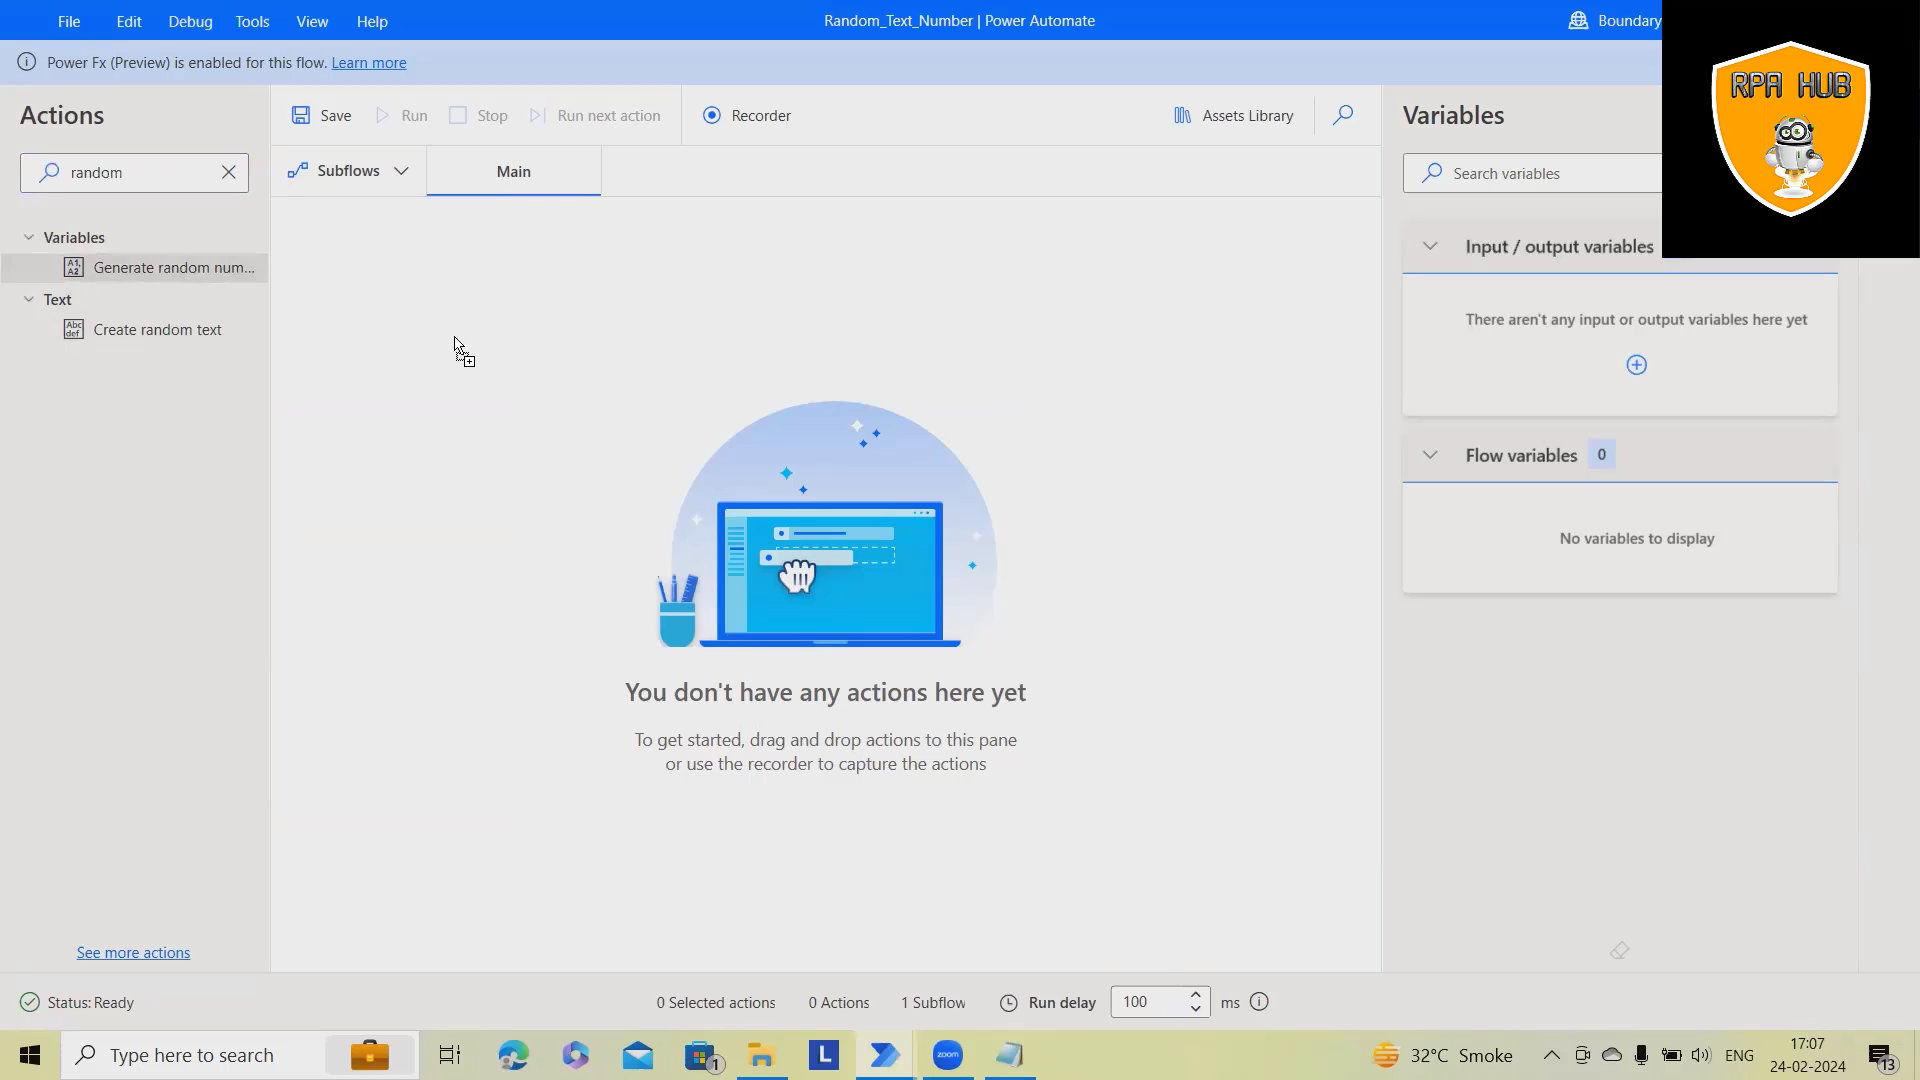 File Edit Debug Tools View Help
Random_Text_Number | Power Automate
Boundary
Power Fx (Preview) is enabled for this flow. Learn more
RPA HUB
Actions
random
Variables
Generate random num...
Text
Create random text
See more actions
Save Run Stop Run next action Recorder Assets Library
Subflows Main
You don't have any actions here yet
To get started, drag and drop actions to this pane
or use the recorder to capture the actions
Variables
Search variables
Input / output variables
There aren't any input or output variables here yet
Flow variables 0
No variables to display
Status: Ready 0 Selected actions 0 Actions 1 Subflow Run delay 100 ms
Type here to search
1
L
zoom
32°C Smoke
ENG
17:07
24-02-2024
13